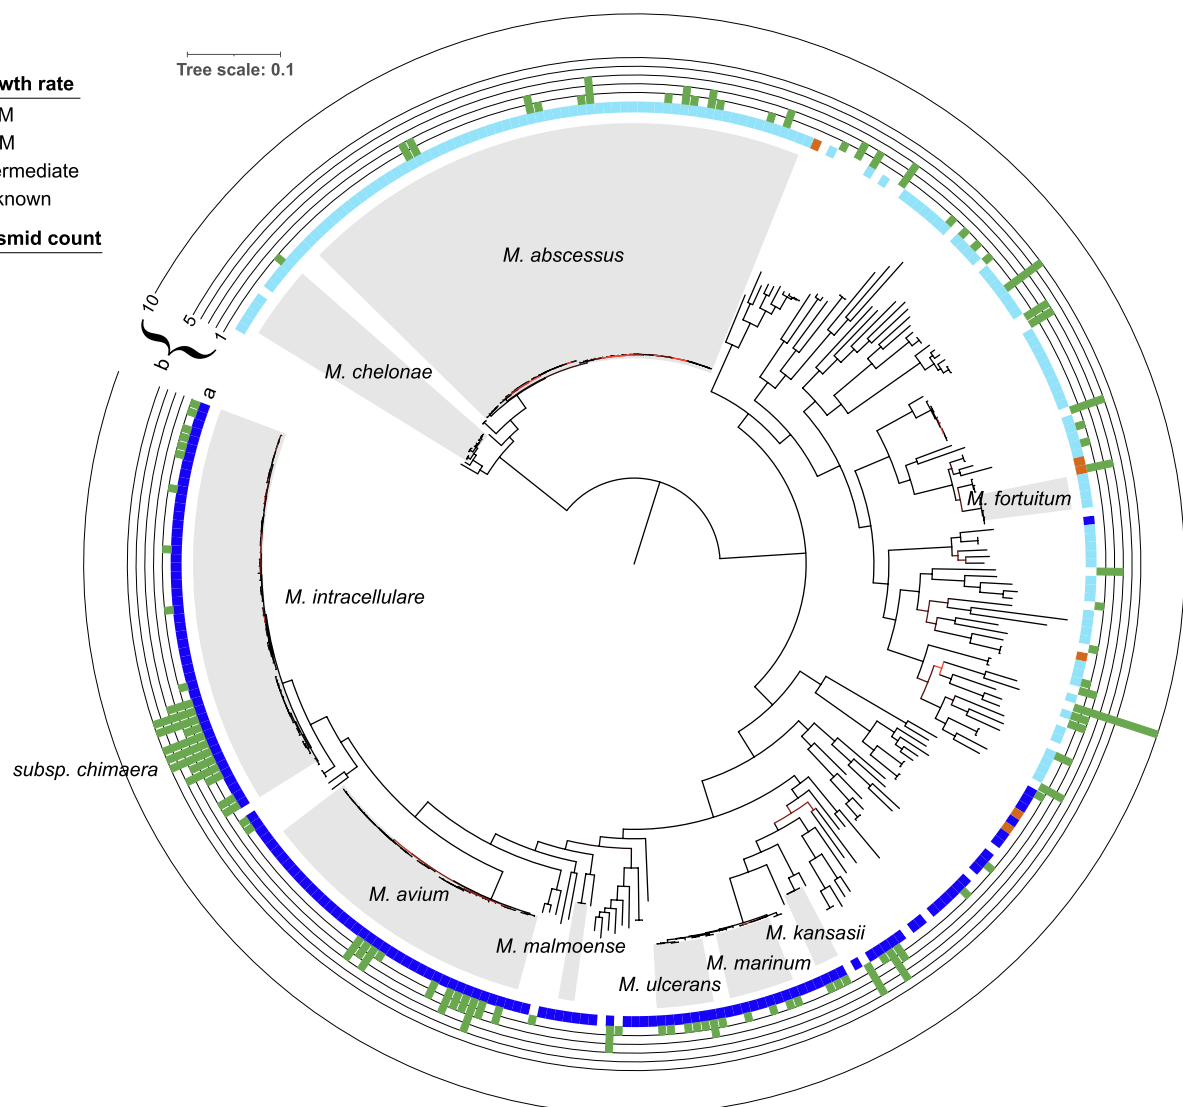 Tree scale: 0.1
wth rate
M
M
ermediate
known
smid count
M. abscessus
10
5
1
b
a
M. chelonae
M. fortuitum
M. intracellulare
subsp. chimaera
M. avium
M. malmoense
M. kansasii
M. marinum
M. ulcerans